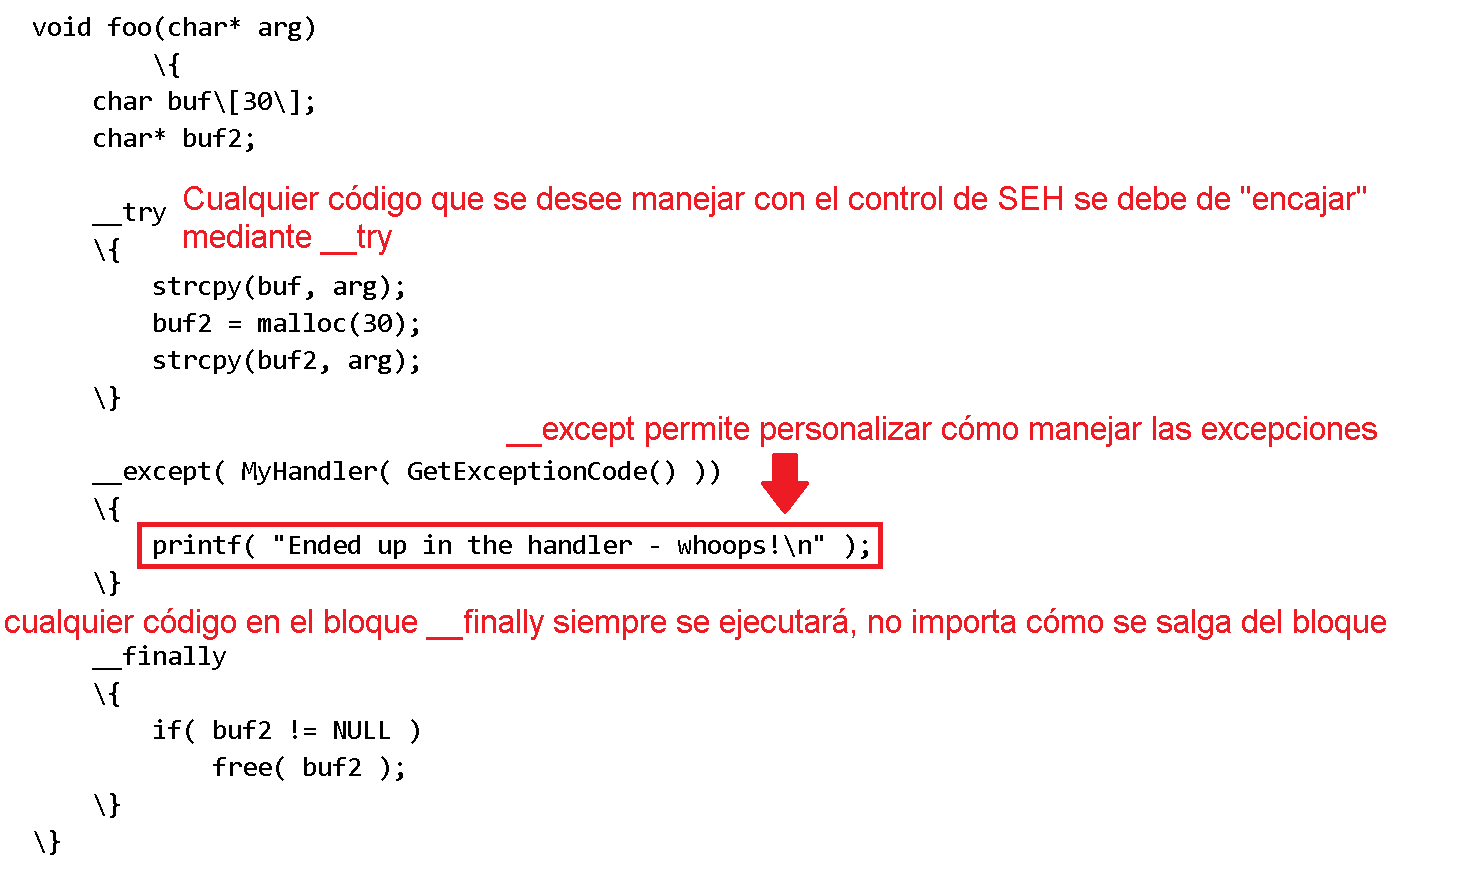 void foo(char* arg)
\{
char buf\[30\];
char* buf2;
__try
Cualquier código que se desee manejar con el control de SEH se debe de "encajar"
mediante __try
\{
strcpy(buf, arg);
buf2 = malloc(30);
strcpy(buf2, arg);
\}
__except permite personalizar cómo manejar las excepciones
__except( MyHandler( GetExceptionCode() ))
\{
printf( "Ended up in the handler - whoops!\n" );
\}
cualquier código en el bloque __finally siempre se ejecutará, no importa cómo se salga del bloque
__finally
\{
if( buf2 != NULL )
free( buf2 );
\}
\}